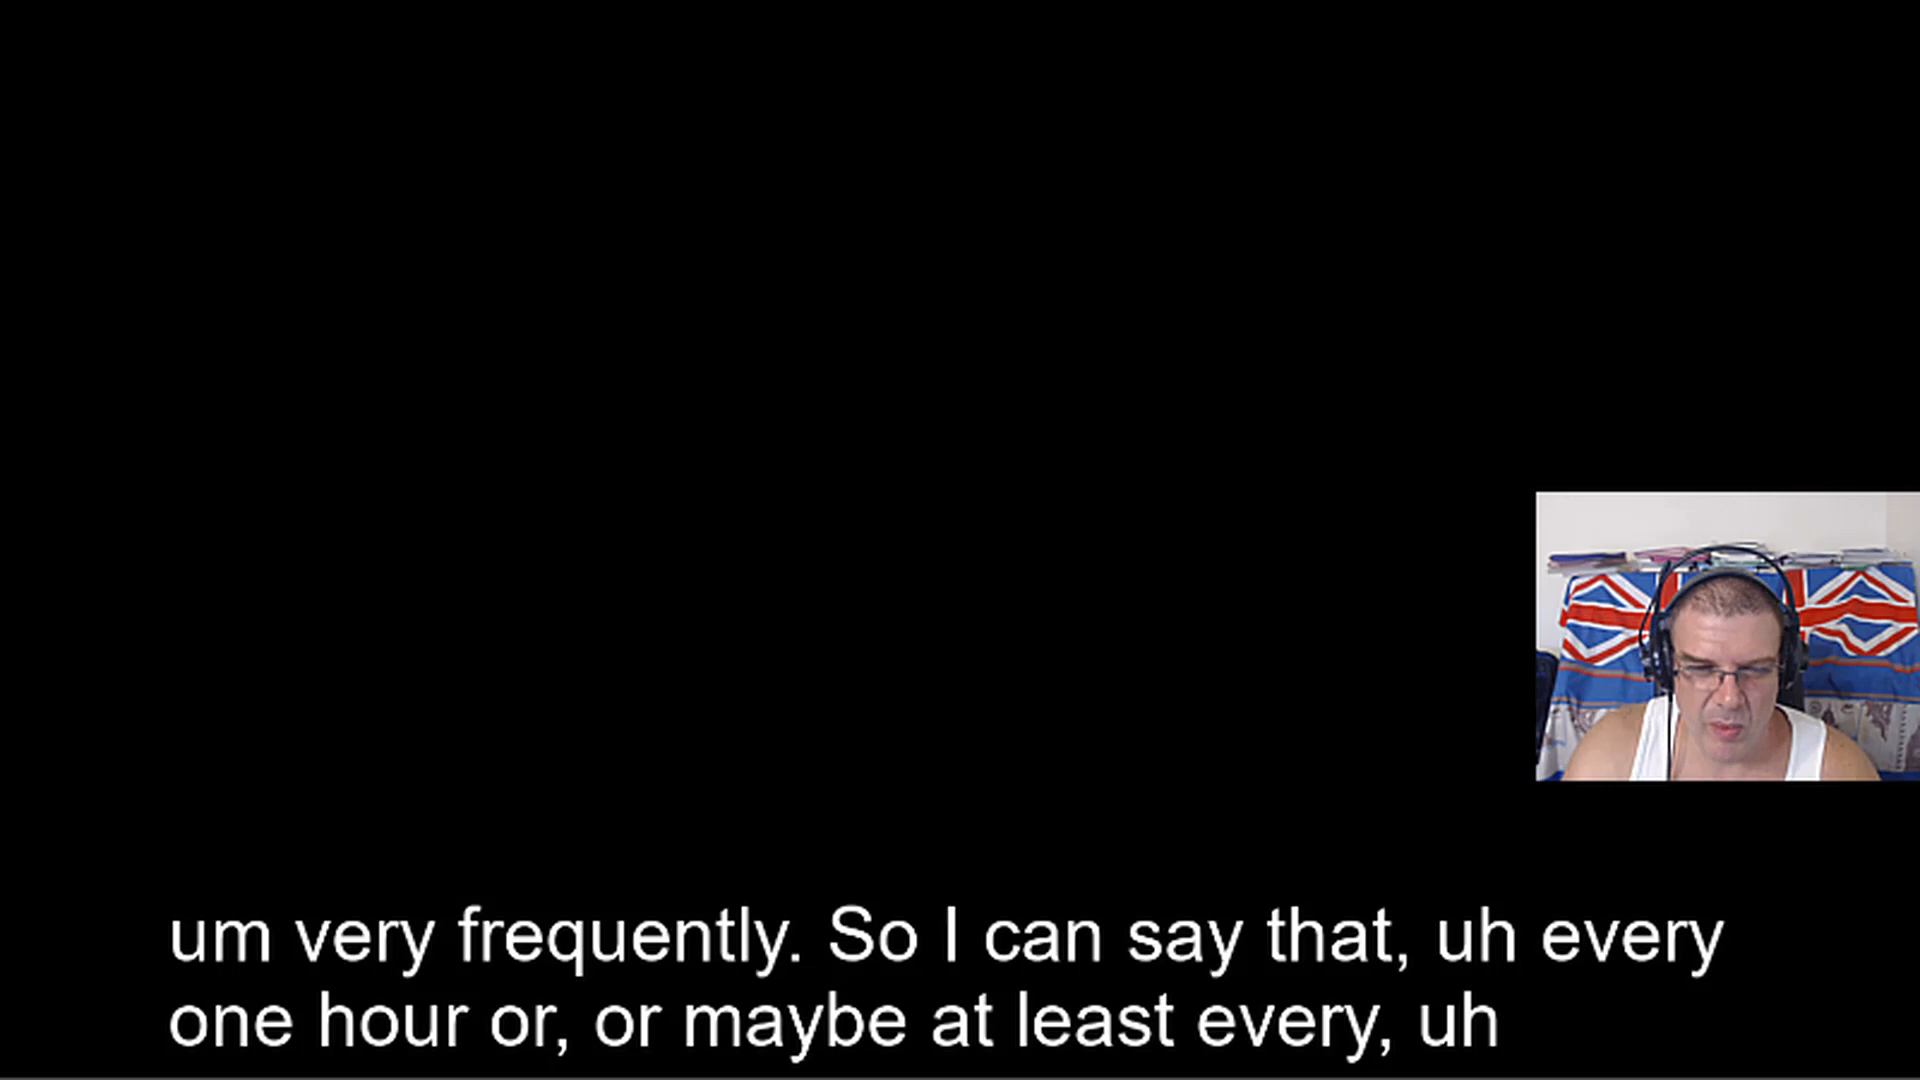 um very frequently. So I can say that, uh every
one hour or, or maybe at least every, uh